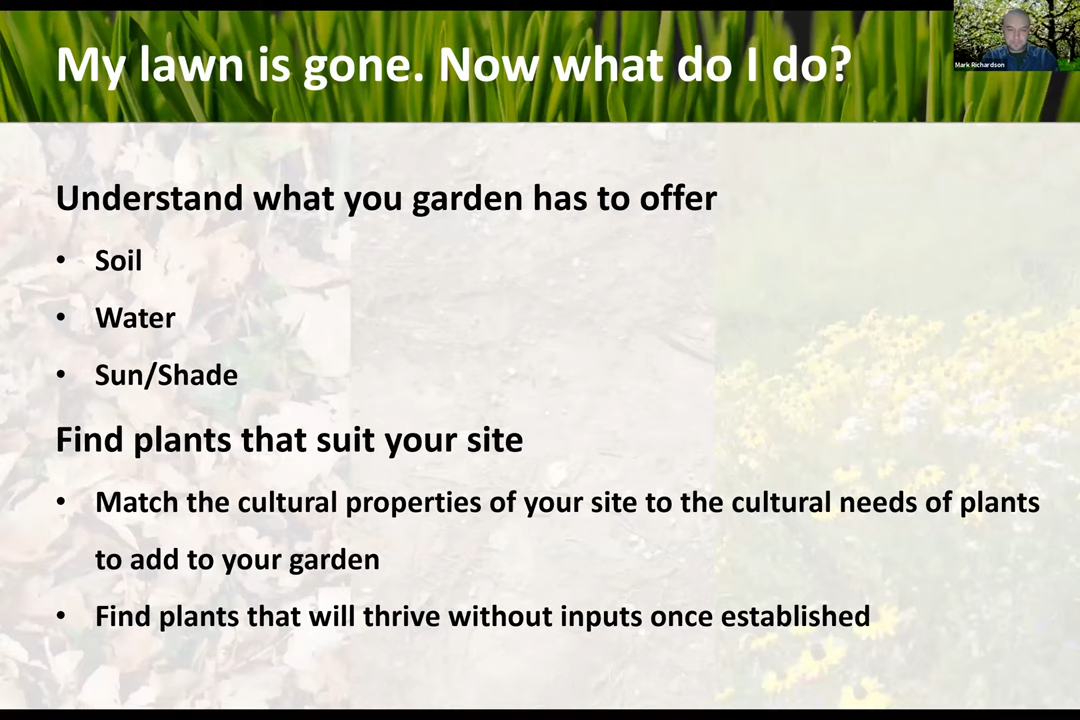 My lawn is gone. Now what do I do?
Mark Richardson
Understand what you garden has to offer
• Soil
• Water
• Sun/Shade
Find plants that suit your site
• Match the cultural properties of your site to the cultural needs of plants
to add to your garden
• Find plants that will thrive without inputs once established